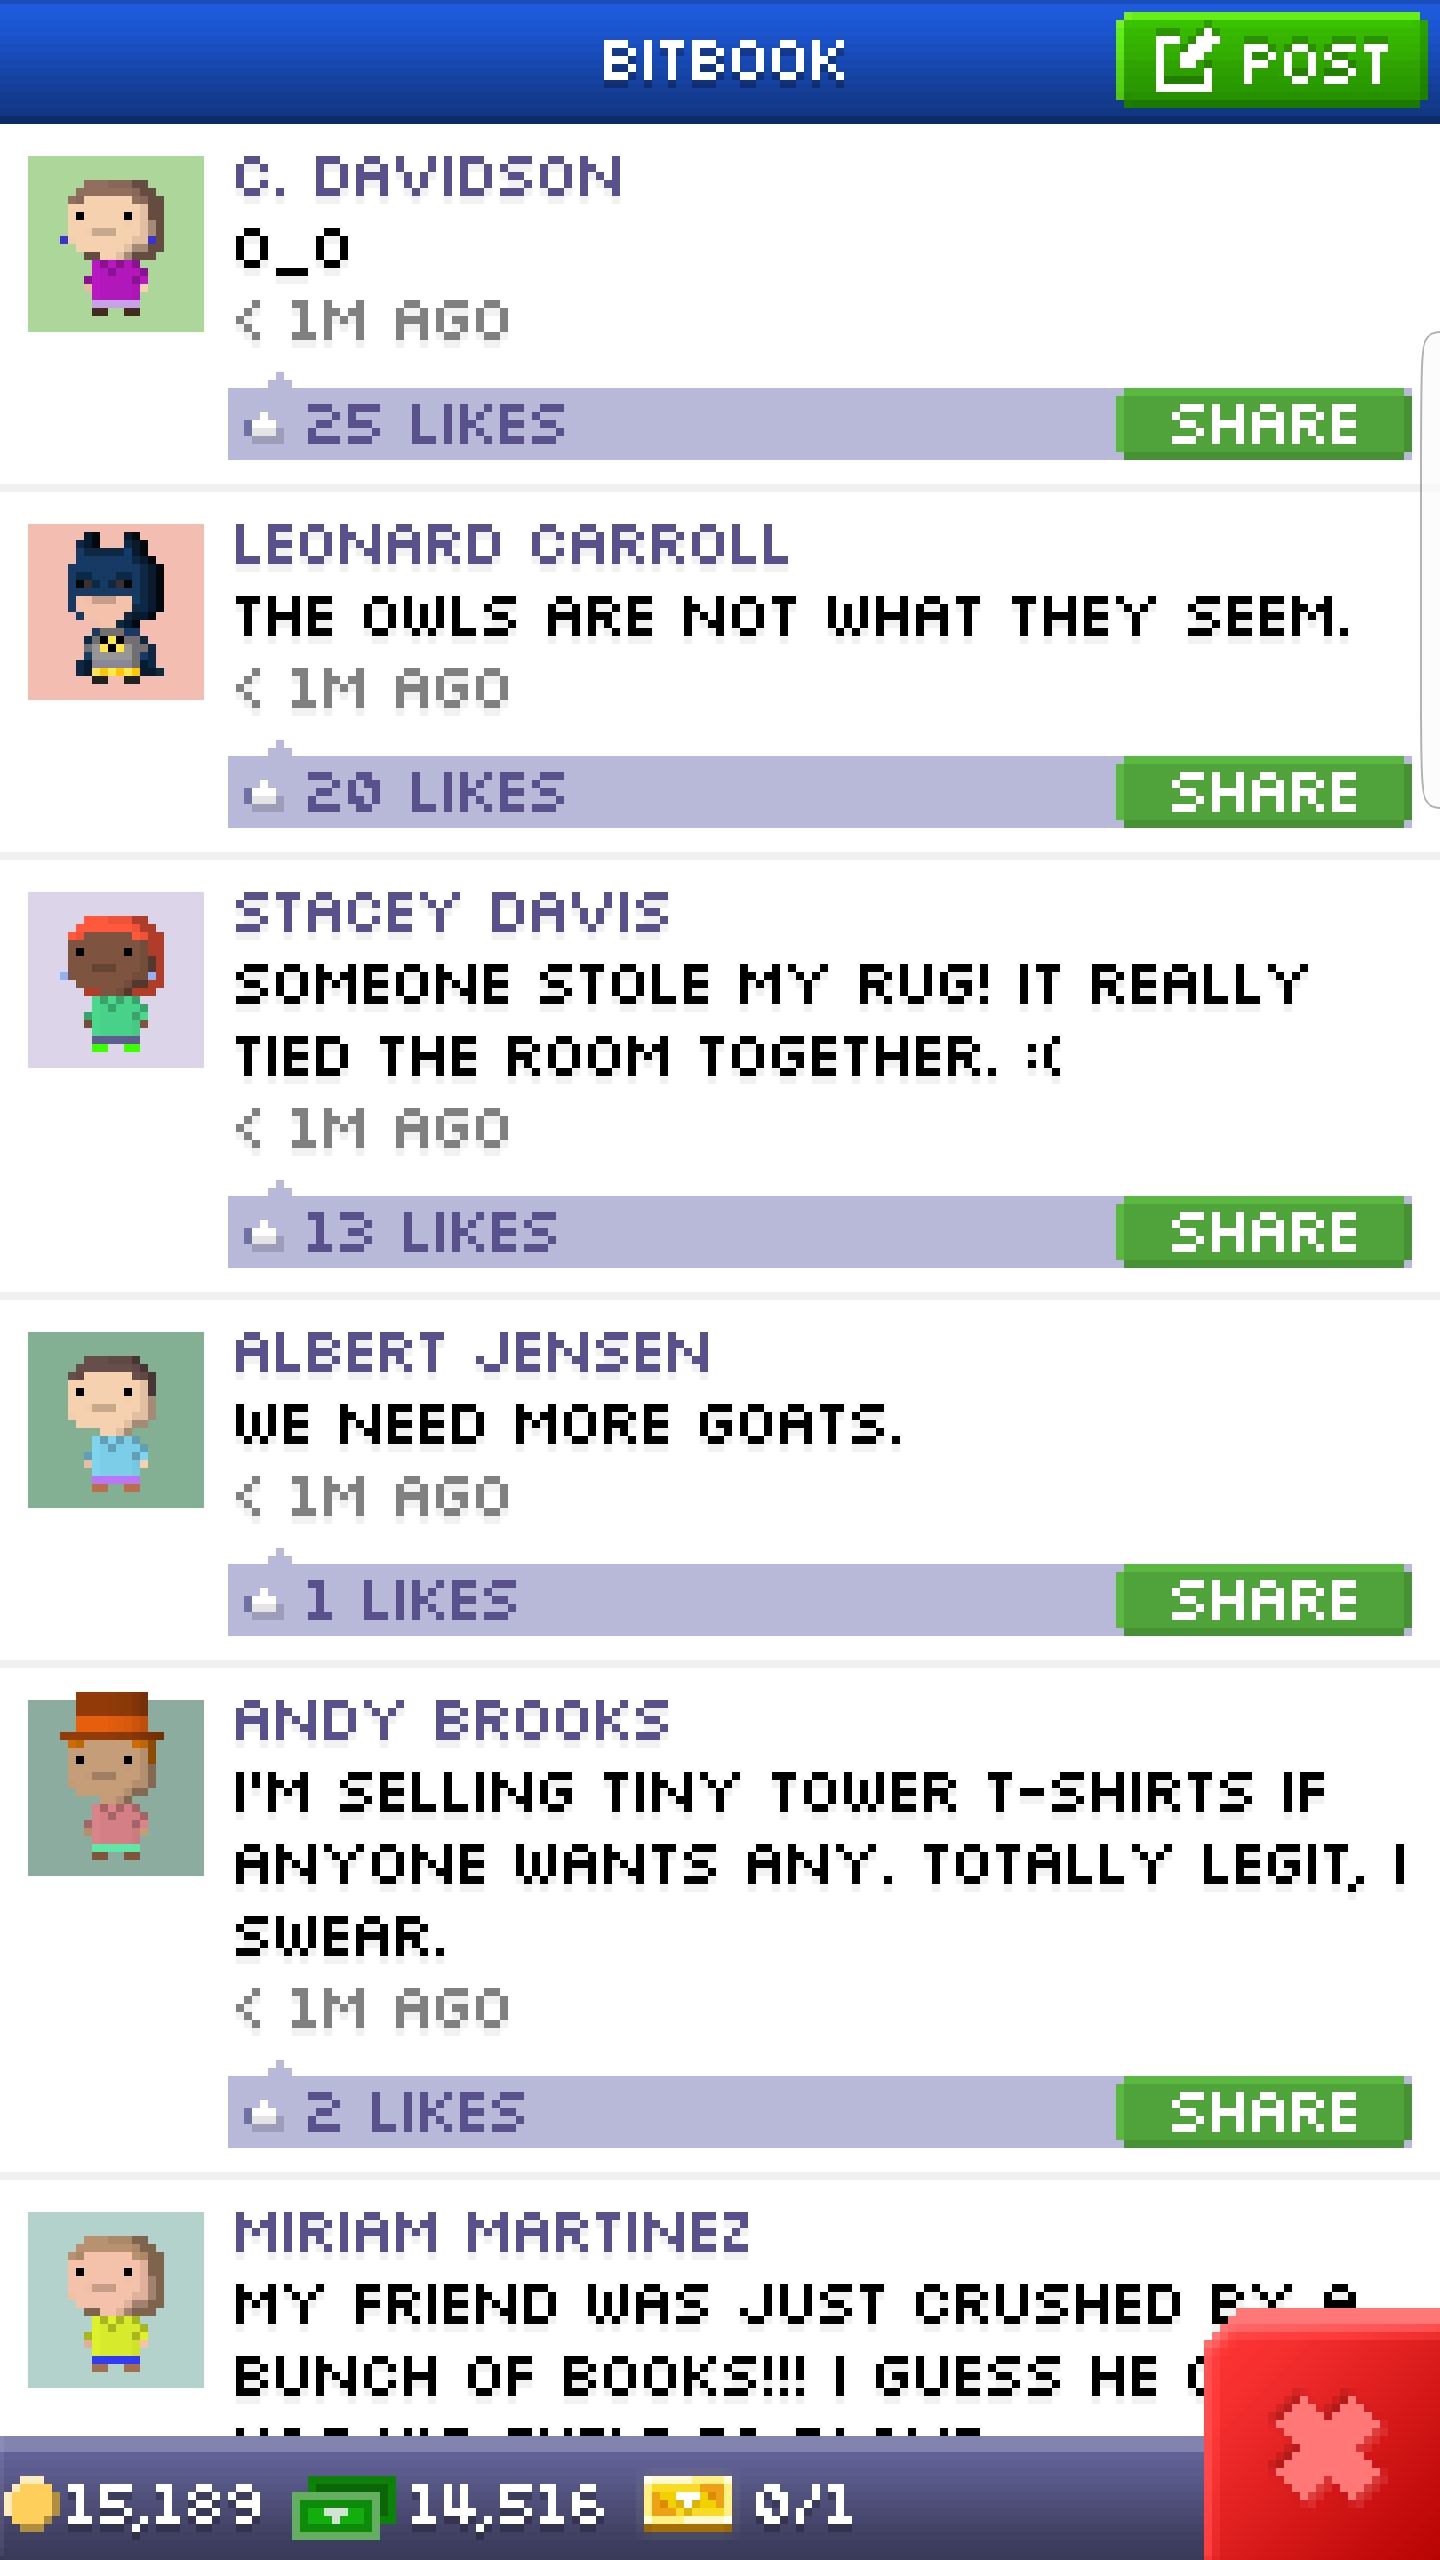 BITBOOK
POST
C. DAVIDSON
O_O
< 1M AGO
25 LIKES
SHARE
LEONARD CARROLL
THE OWLS ARE NOT WHAT THEY SEEM.
< 1M AGO
20 LIKES
SHARE
STACEY DAVIS
SOMEONE STOLE MY RUG! IT REALLY
TIED THE ROOM TOGETHER. :(
< 1M AGO
13 LIKES
SHARE
ALBERT JENSEN
WE NEED MORE GOATS.
< 1M AGO
1 LIKES
SHARE
ANDY BROOKS
I'M SELLING TINY TOWER T-SHIRTS IF
ANYONE WANTS ANY. TOTALLY LEGIT, I
SWEAR.
< 1M AGO
2 LIKES
SHARE
MIRIAM MARTINEZ
MY FRIEND WAS JUST CRUSHED BY A
BUNCH OF BOOKS!!! I GUESS HE
15,189
14,516
0/1